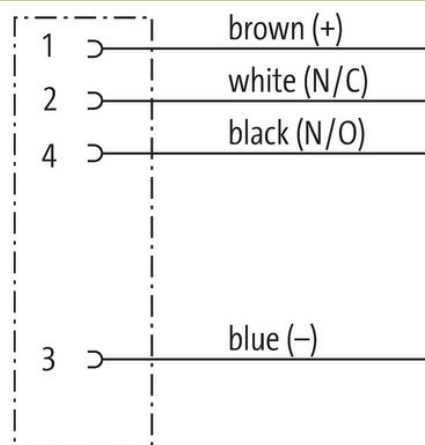 1 brown (+)
2 white (N/C)
4 black (N/O)
3 blue (–)